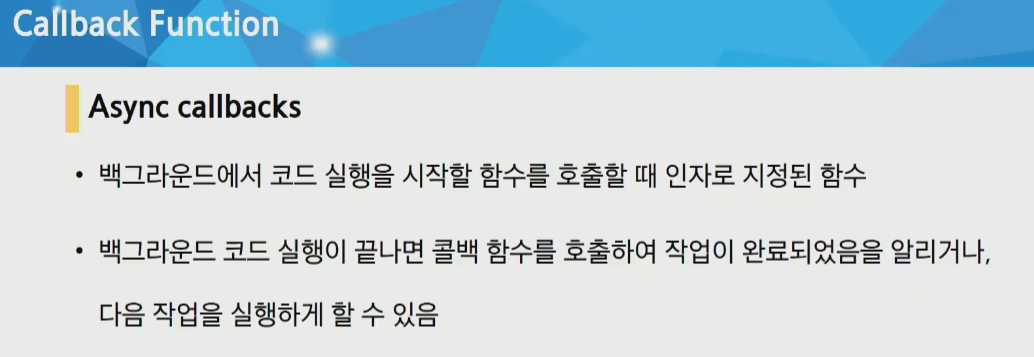 Callback Function
Async callbacks
• 백그라운드에서 코드 실행을 시작할 함수를 호출할 때 인자로 지정된 함수
• 백그라운드 코드 실행이 끝나면 콜백 함수를 호출하여 작업이 완료되었음을 알리거나,
다음 작업을 실행하게 할 수 있음